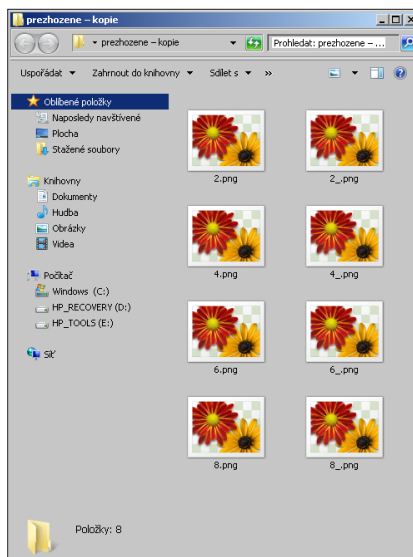 prezhozene – kopie
prezhozene – kopie
Prohledat: prezhozene – ...
Uspořádat
Zahrnout do knihovny
Sdílet s
»
Oblíbené položky
Naposledy navštívené
Plocha
Stažené soubory
Knihovny
Dokumenty
Hudba
Obrázky
Videa
Počítač
Windows (C:)
HP_RECOVERY (D:)
HP_TOOLS (E:)
Síť
2.png
2_.png
4.png
4_.png
6.png
6_.png
8.png
8_.png
Položky: 8